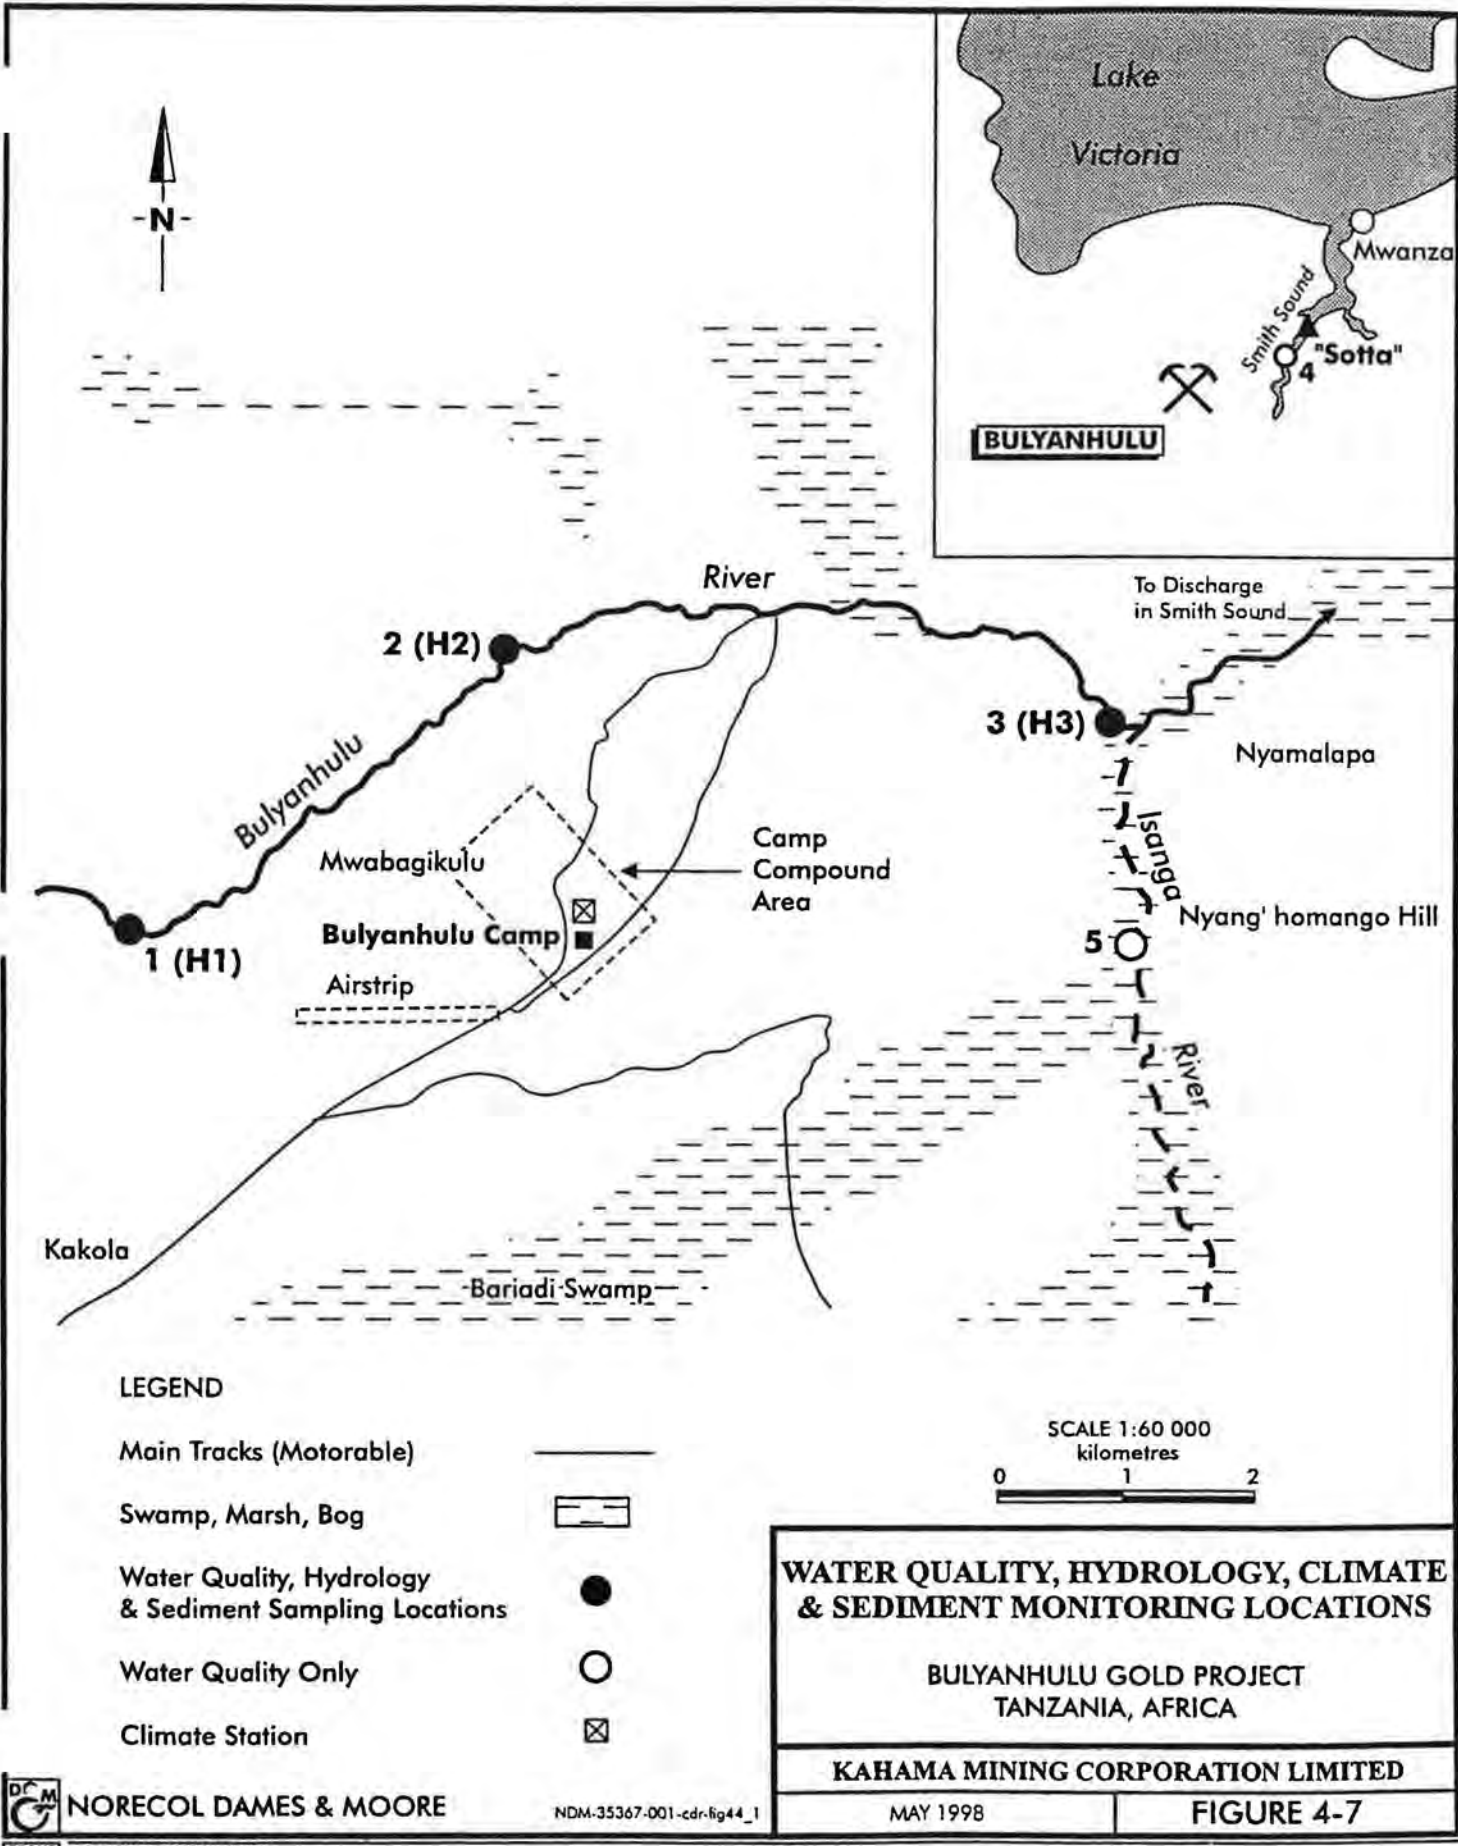 Lake
Victoria
Mwanza
Smith Sound
"Sotta"
4
BULYANHULU
-N-
River
To Discharge
in Smith Sound
2 (H2)
3 (H3)
Nyamalapa
Bulyanhulu
Isanga
Mwabagikulu
Camp
Compound
Area
Nyang' homango Hill
Bulyanhulu Camp
5
1 (H1)
Airstrip
River
Kakola
Bariadi Swamp
LEGEND
Main Tracks (Motorable)
Swamp, Marsh, Bog
Water Quality, Hydrology
& Sediment Sampling Locations
Water Quality Only
Climate Station
SCALE 1:60 000
kilometres
0 1 2
WATER QUALITY, HYDROLOGY, CLIMATE
& SEDIMENT MONITORING LOCATIONS
BULYANHULU GOLD PROJECT
TANZANIA, AFRICA
KAHAMA MINING CORPORATION LIMITED
MAY 1998
FIGURE 4-7
D M
NORECOL DAMES & MOORE
NDM-35367-001-cdr-fig44_1